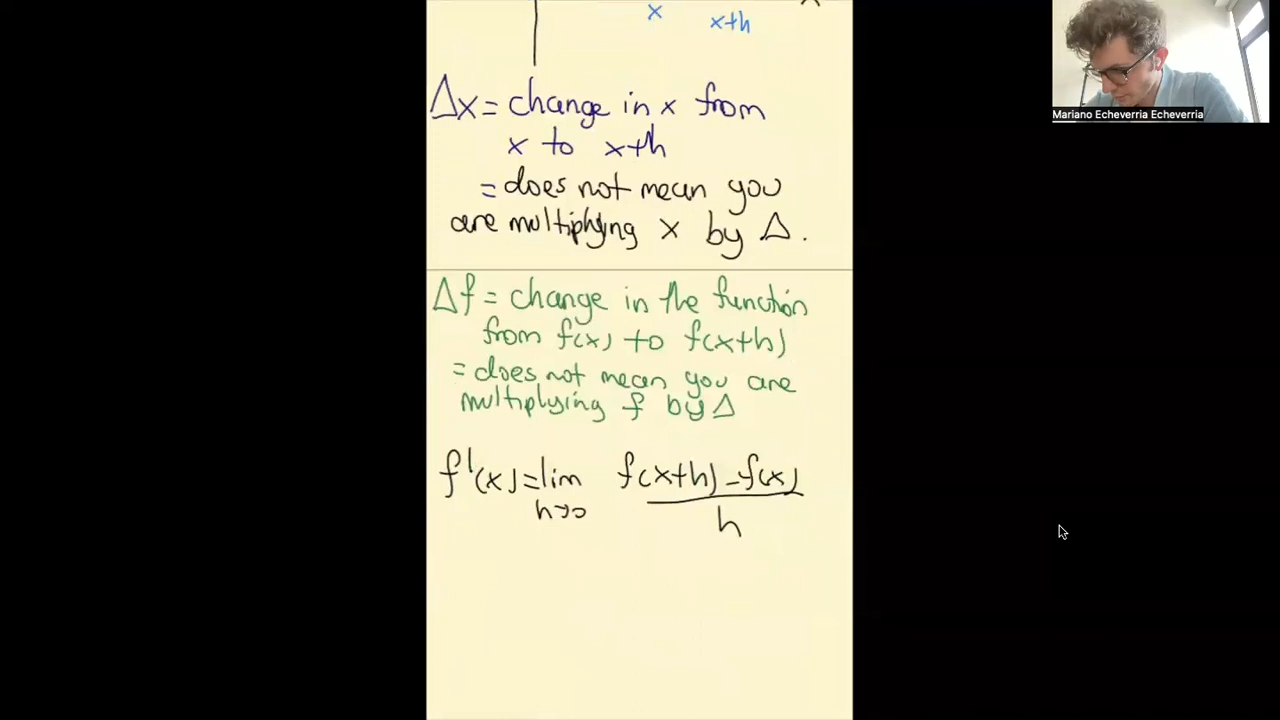 x x+h
Δx = change in x from
x to x+h
= does not mean you
are multiplying x by Δ.
Δf = change in the function
from f(x) to f(x+h)
= does not mean you are
multiplying f by Δ
f'(x) = lim f(x+h) - f(x)
h→0 h
Mariano Echeverria Echeverria